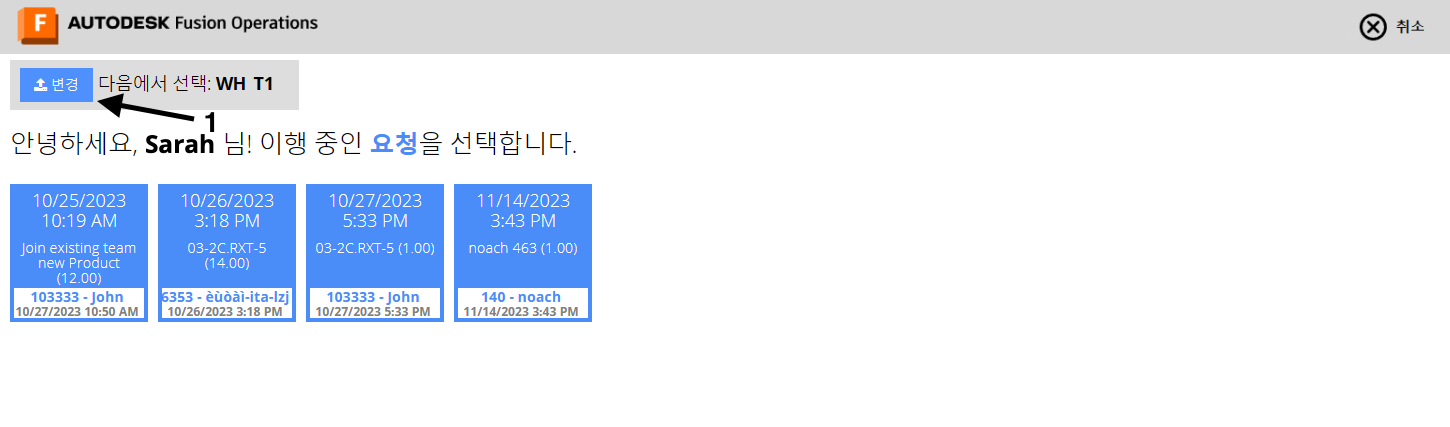 F AUTODESK Fusion Operations
취소
변경 다음에서 선택: WH T1
1
안녕하세요, Sarah 님! 이행 중인 요청을 선택합니다.
10/25/2023
10:19 AM
Join existing team
new Product
(12.00)
103333 - John
10/27/2023 10:50 AM
10/26/2023
3:18 PM
03-2C.RXT-5
(14.00)
6353 - èùòàì-ita-lzj
10/26/2023 3:18 PM
10/27/2023
5:33 PM
03-2C.RXT-5 (1.00)
103333 - John
10/27/2023 5:33 PM
11/14/2023
3:43 PM
noach 463 (1.00)
140 - noach
11/14/2023 3:43 PM